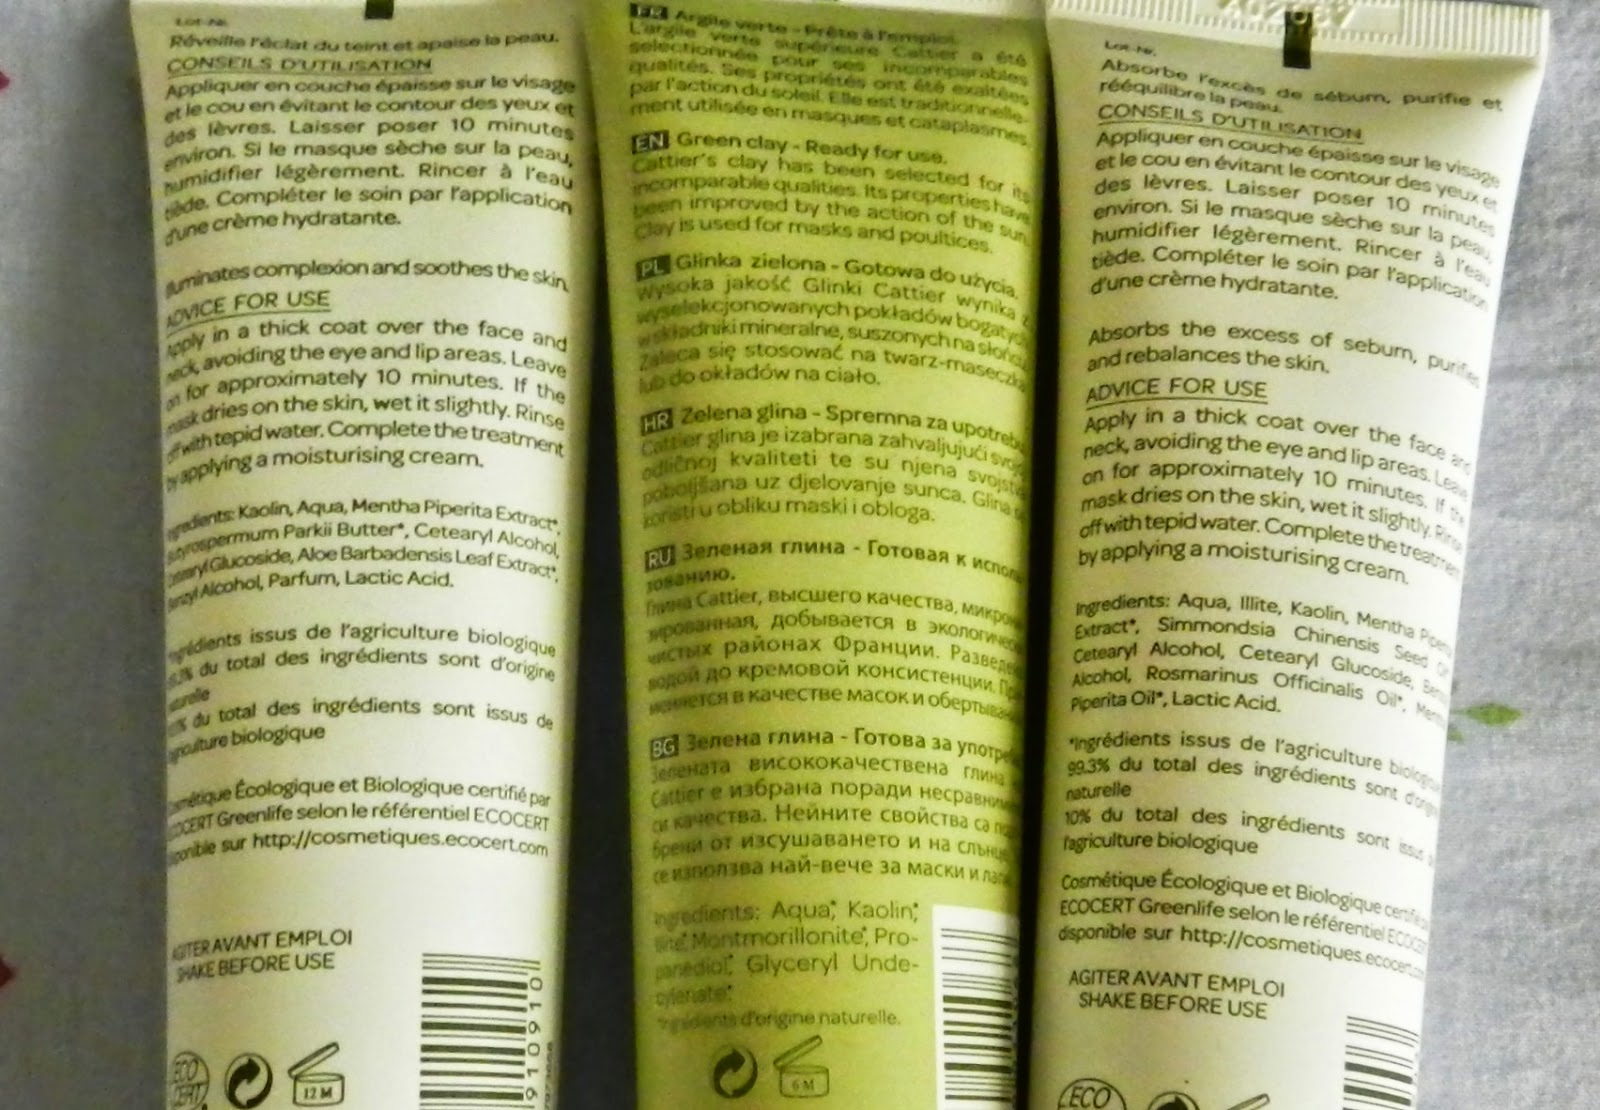 Lot-Nr.
Réveille l'éclat du teint et apaise la peau.
CONSEILS D'UTILISATION
Appliquer en couche épaisse sur le visage
et le cou en évitant le contour des yeux et
des lèvres. Laisser poser 10 minutes
environ. Si le masque sèche sur la peau,
humidifier légèrement. Rincer à l'eau
tiède. Compléter le soin par l'application
d'une crème hydratante.
Illuminates complexion and soothes the skin.
ADVICE FOR USE
Apply in a thick coat over the face and
neck, avoiding the eye and lip areas. Leave
on for approximately 10 minutes. If the
mask dries on the skin, wet it slightly. Rinse
off with tepid water. Complete the treatment
by applying a moisturising cream.
Ingredients: Kaolin, Aqua, Mentha Piperita Extract*,
Butyrospermum Parkii Butter*, Cetearyl Alcohol,
Cetearyl Glucoside, Aloe Barbadensis Leaf Extract*,
Benzyl Alcohol, Parfum, Lactic Acid.
*Ingrédients issus de l'agriculture biologique
du total des ingrédients sont d'origine
naturelle
du total des ingrédients sont issus de
l'agriculture biologique
Cosmétique Écologique et Biologique certifié par
ECOCERT Greenlife selon le référentiel ECOCERT
disponible sur http://cosmetiques.ecocert.com
AGITER AVANT EMPLOI
SHAKE BEFORE USE
ECO
CERT
12 M
910910
FR Argile verte - Prête à l'emploi.
L'argile verte supérieure Cattier a été
sélectionnée pour ses incomparables
qualités. Ses propriétés ont été exaltées
par l'action du soleil. Elle est traditionnelle-
ment utilisée en masques et cataplasmes.
EN Green clay - Ready for use.
Cattier's clay has been selected for its
incomparable qualities. Its properties have
been improved by the action of the sun.
Clay is used for masks and poultices.
PL Glinka zielona - Gotowa do użycia.
Wysoka jakość Glinki Cattier wynika z
wyselekcjonowanych pokładów bogatych
w składniki mineralne, suszonych na słońcu
Zaleca się stosować na twarz-maseczka
lub do okładów na ciało.
HR Zelena glina - Spremna za upotrebu
Cattier glina je izabrana zahvaljujući svojoj
odličnoj kvaliteti te su njena svojstva
poboljšana uz djelovanje sunca. Glina se
koristi u obliku maski i obloga.
RU Зеленая глина - Готовая к исполь-
зованию.
Глина Cattier, высшего качества, микрони-
зированная, добывается в экологически
чистых районах Франции. Разведена
водой до кремовой консистенции. При-
меняется в качестве масок и обертываний
BG Зелена глина - Готова за употреба
Зелената висококачествена глина
Cattier е избрана поради несравними
си качества. Нейните свойства са
от изсушаването и на слънце
се използва най-вече за маски и лапи
Ingredients: Aqua*, Kaolin*,
Illite*, Montmorillonite*, Pro-
panediol*, Glyceryl Unde-
cylenate*
*Ingrédients d'origine naturelle.
6 M
Lot-Nr.
Absorbe l'excès de sébum, purifie et
rééquilibre la peau.
CONSEILS D'UTILISATION
Appliquer en couche épaisse sur le visage
et le cou en évitant le contour des yeux et
des lèvres. Laisser poser 10 minutes
environ. Si le masque sèche sur la peau,
humidifier légèrement. Rincer à l'eau
tiède. Compléter le soin par l'application
d'une crème hydratante.
Absorbs the excess of sebum, purifies
and rebalances the skin.
ADVICE FOR USE
Apply in a thick coat over the face and
neck, avoiding the eye and lip areas. Leave
on for approximately 10 minutes. If the
mask dries on the skin, wet it slightly. Rinse
off with tepid water. Complete the treatment
by applying a moisturising cream.
Ingredients: Aqua, Illite, Kaolin, Mentha Piperita
Extract*, Simmondsia Chinensis Seed Oil
Cetearyl Alcohol, Cetearyl Glucoside, Benzyl
Alcohol, Rosmarinus Officinalis Oil*, Mentha
Piperita Oil*, Lactic Acid.
*Ingrédients issus de l'agriculture biologique
99.3% du total des ingrédients sont d'origine
naturelle
10% du total des ingrédients sont issus de
l'agriculture biologique
Cosmétique Écologique et Biologique certifié par
ECOCERT Greenlife selon le référentiel ECOCERT
disponible sur http://cosmetiques.ecocert.com
AGITER AVANT EMPLOI
SHAKE BEFORE USE
ECO